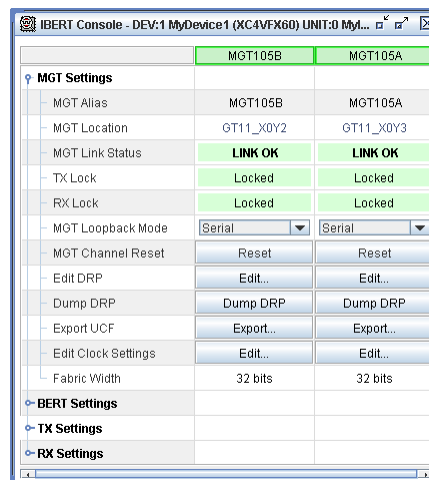 IBERT Console - DEV:1 MyDevice1 (XC4VFX60) UNIT:0 MyI...
MGT105B MGT105A
MGT Settings
MGT Alias MGT105B MGT105A
MGT Location GT11_X0Y2 GT11_X0Y3
MGT Link Status LINK OK LINK OK
TX Lock Locked Locked
RX Lock Locked Locked
MGT Loopback Mode Serial Serial
MGT Channel Reset Reset Reset
Edit DRP Edit... Edit...
Dump DRP Dump DRP Dump DRP
Export UCF Export... Export...
Edit Clock Settings Edit... Edit...
Fabric Width 32 bits 32 bits
BERT Settings
TX Settings
RX Settings